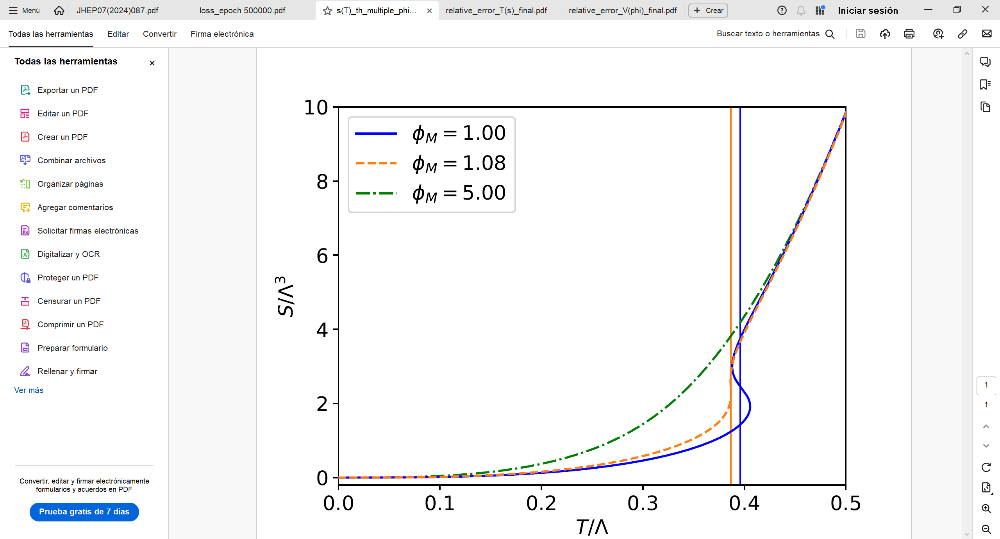 Menú
JHEP07(2024)087.pdf
loss_epoch 500000.pdf
s(T)_th_multiple_phi...
relative_error_T(s)_final.pdf
relative_error_V(phi)_final.pdf
Crear
Iniciar sesión
Todas las herramientas
Editar
Convertir
Firma electrónica
Buscar texto o herramientas
Todas las herramientas
Exportar un PDF
Editar un PDF
Crear un PDF
Combinar archivos
Organizar páginas
Agregar comentarios
Solicitar firmas electrónicas
Digitalizar y OCR
Proteger un PDF
Censurar un PDF
Comprimir un PDF
Preparar formulario
Rellenar y firmar
Ver más
Convertir, editar y firmar electrónicamente
formularios y acuerdos en PDF
Prueba gratis de 7 días
10
8
6
4
2
0
S/Λ³
ϕ_M = 1.00
ϕ_M = 1.08
ϕ_M = 5.00
0.0 0.1 0.2 0.3 0.4 0.5
T/Λ
1
1